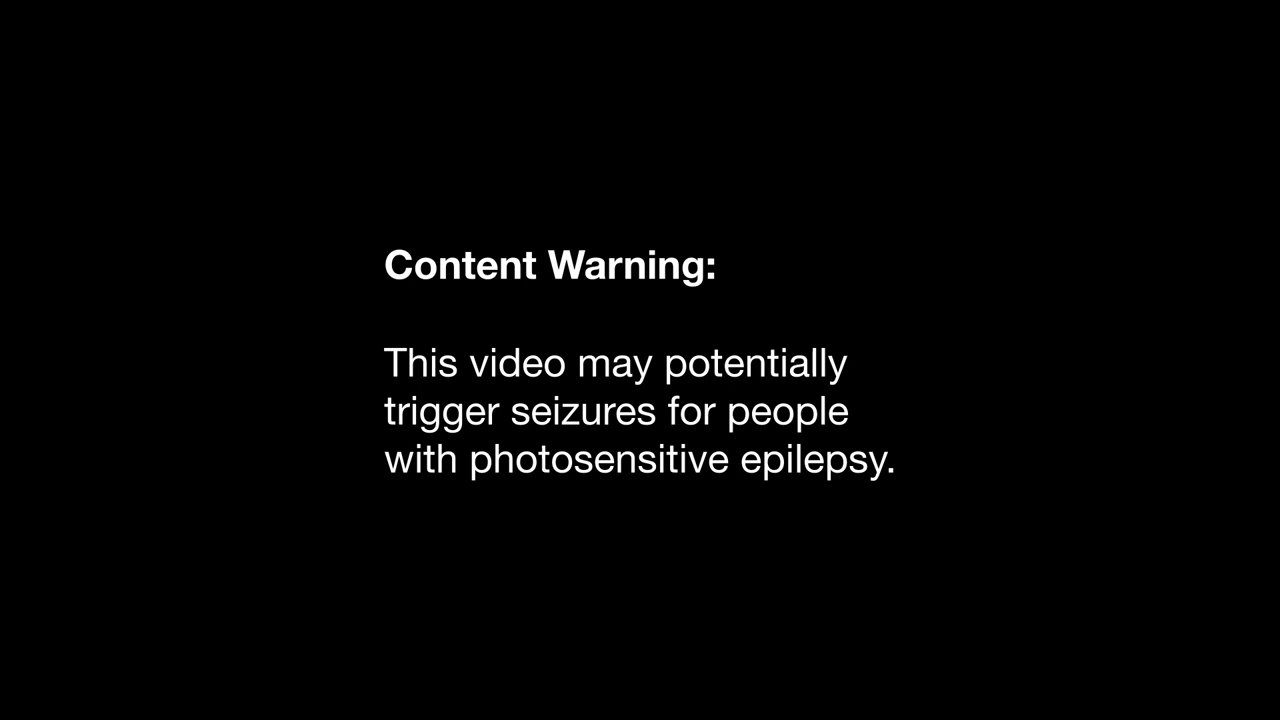 Content Warning:
This video may potentially
trigger seizures for people
with photosensitive epilepsy.